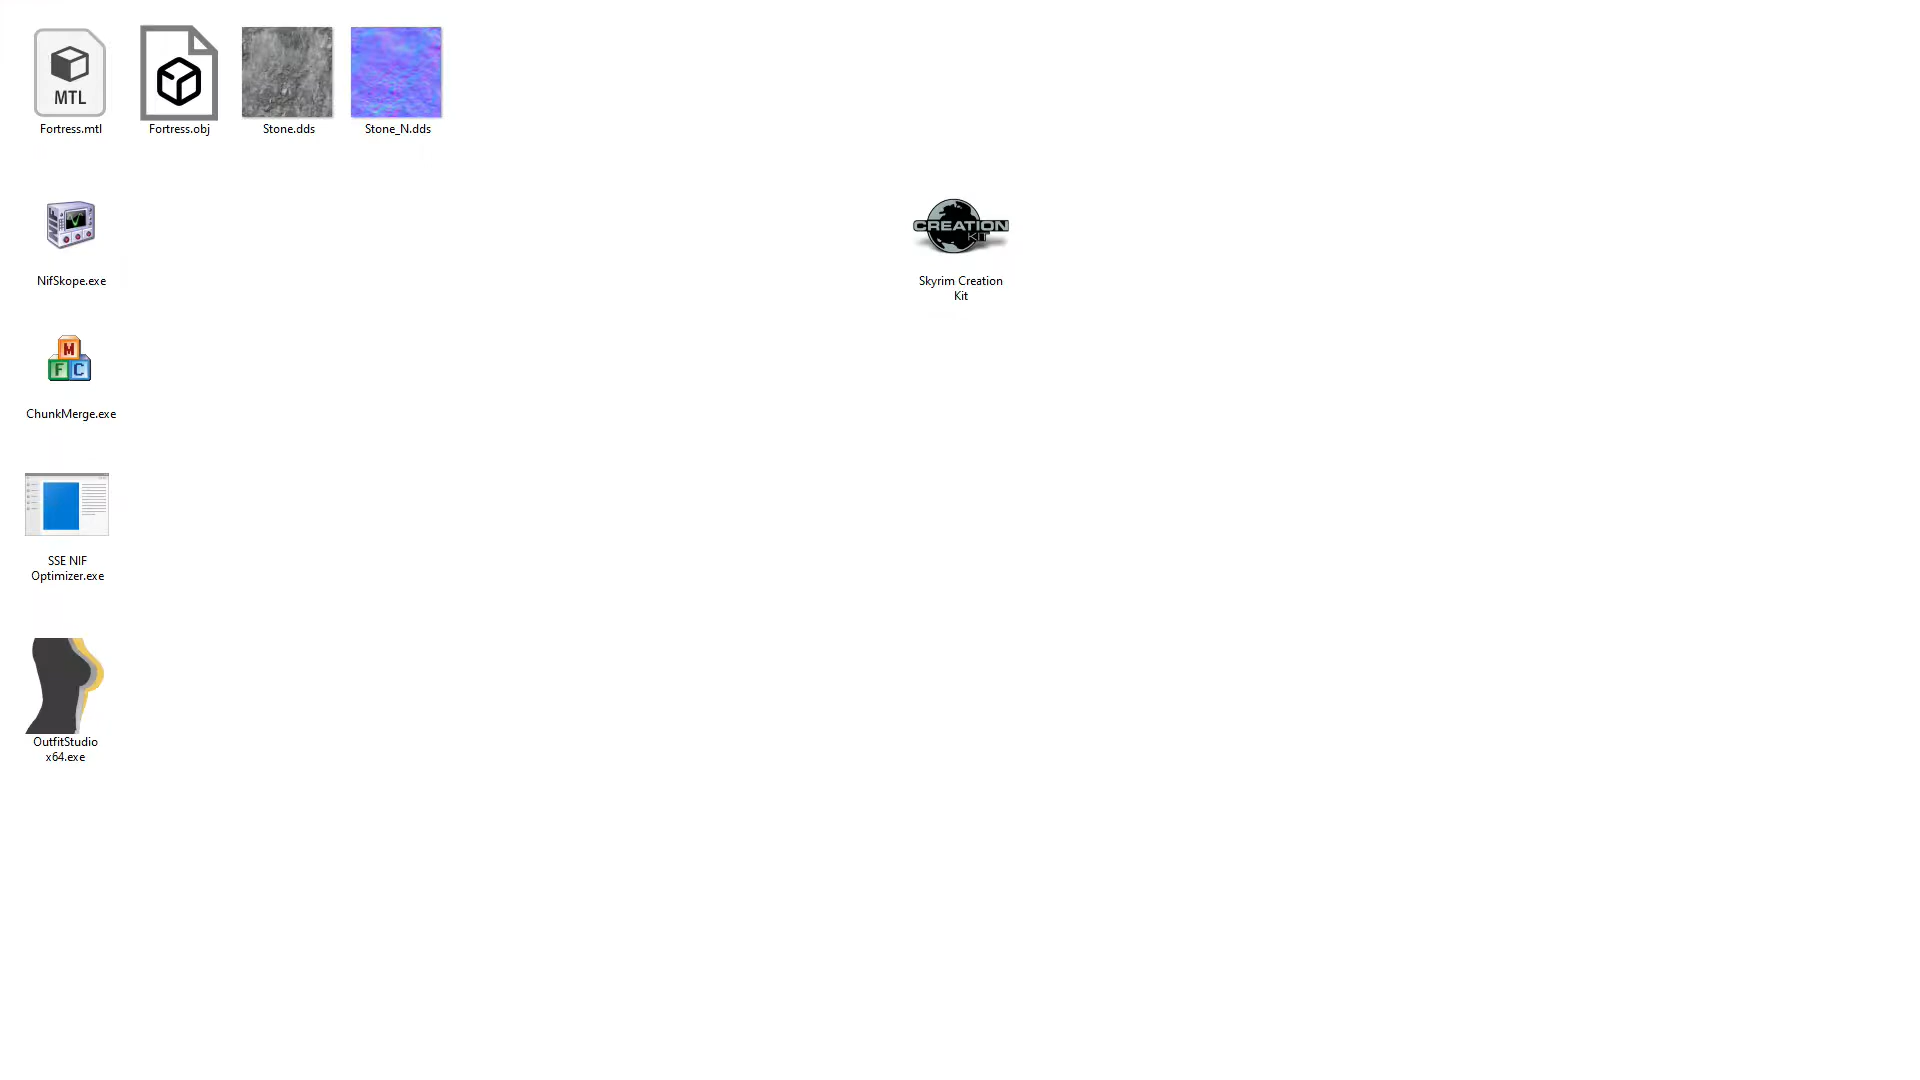 MTL
Fortress.mtl
Fortress.obj
Stone.dds
Stone_N.dds
NifSkope.exe
CREATION
KIT
Skyrim Creation
Kit
M
F C
ChunkMerge.exe
SSE NIF
Optimizer.exe
OutfitStudio
x64.exe